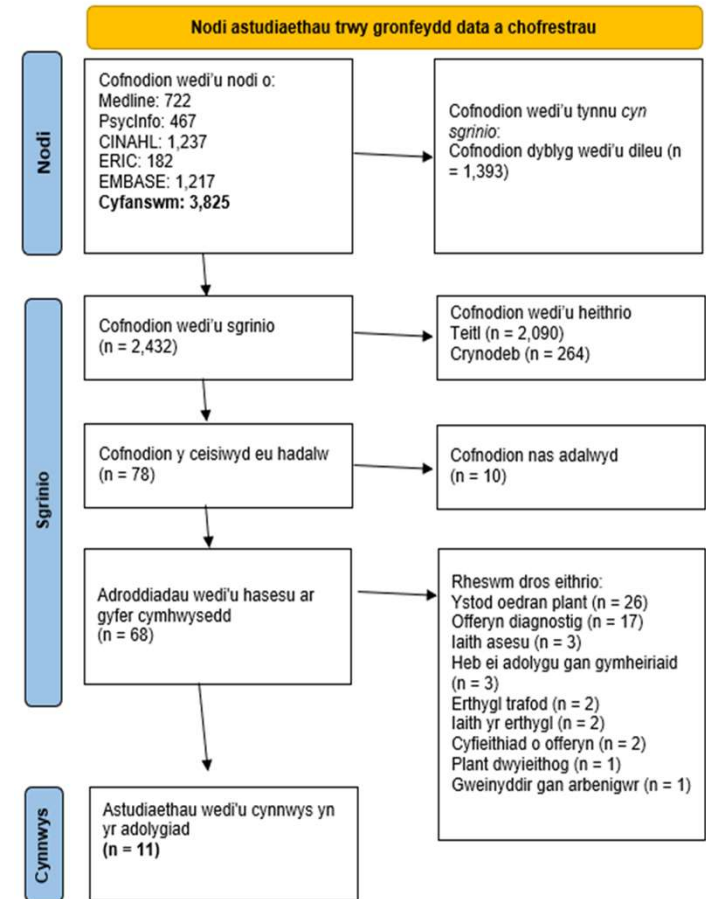 Nodi astudiaethau trwy gronfeydd data a chofrestrau
Nodi
Cofnodion wedi'u nodi o:
Medline: 722
PsycInfo: 467
CINAHL: 1,237
ERIC: 182
EMBASE: 1,217
Cyfanswm: 3,825
Cofnodion wedi'u tynnu cyn
sgrinio:
Cofnodion dyblyg wedi'u dileu (n
= 1,393)
Sgrinio
Cofnodion wedi'u sgrinio
(n = 2,432)
Cofnodion wedi'u heithrio
Teitl (n = 2,090)
Crynodeb (n = 264)
Cofnodion y ceisiwyd eu hadalw
(n = 78)
Cofnodion nas adalwyd
(n = 10)
Adroddiadau wedi'u hasesu ar
gyfer cymhwysedd
(n = 68)
Rheswm dros eithrio:
Ystod oedran plant (n = 26)
Offeryn diagnostig (n = 17)
Iaith asesu (n = 3)
Heb ei adolygu gan gymheiriaid
(n = 3)
Erthygl trafod (n = 2)
Iaith yr erthygl (n = 2)
Cyfieithiad o offeryn (n = 2)
Plant dwyieithog (n = 1)
Gweinyddir gan arbenigwr (n = 1)
Cynnwys
Astudiaethau wedi'u cynnwys yn
yr adolygiad
(n = 11)